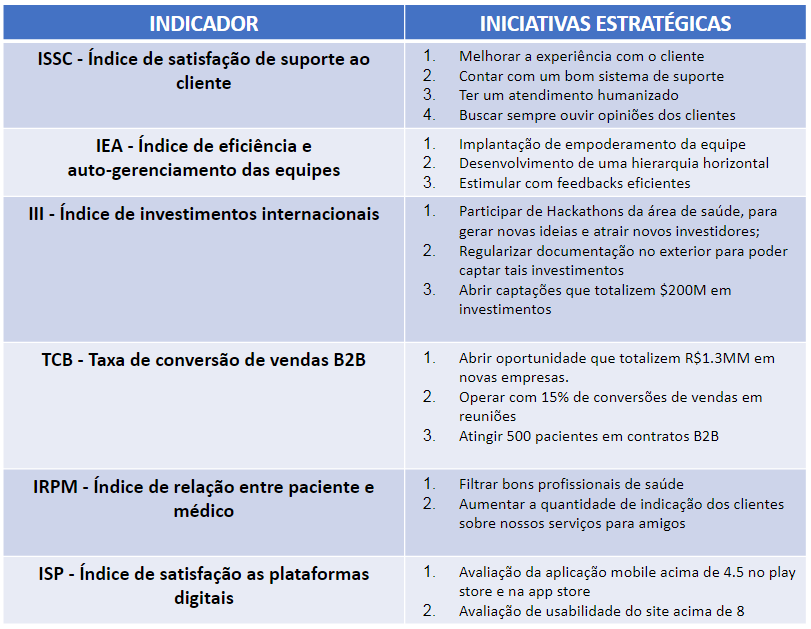 INDICADOR
INICIATIVAS ESTRATÉGICAS
ISSC - Índice de satisfação de suporte ao
cliente
1. Melhorar a experiência com o cliente
2. Contar com um bom sistema de suporte
3. Ter um atendimento humanizado
4. Buscar sempre ouvir opiniões dos clientes
IEA - Índice de eficiência e
auto-gerenciamento das equipes
1. Implantação de empoderamento da equipe
2. Desenvolvimento de uma hierarquia horizontal
3. Estimular com feedbacks eficientes
III - Índice de investimentos internacionais
1. Participar de Hackathons da área de saúde, para
gerar novas ideias e atrair novos investidores;
2. Regularizar documentação no exterior para poder
captar tais investimentos
3. Abrir captações que totalizem $200M em
investimentos
TCB - Taxa de conversão de vendas B2B
1. Abrir oportunidade que totalizem R$1.3MM em
novas empresas.
2. Operar com 15% de conversões de vendas em
reuniões
3. Atingir 500 pacientes em contratos B2B
IRPM - Índice de relação entre paciente e
médico
1. Filtrar bons profissionais de saúde
2. Aumentar a quantidade de indicação dos clientes
sobre nossos serviços para amigos
ISP - Índice de satisfação as plataformas
digitais
1. Avaliação da aplicação mobile acima de 4.5 no play
store e na app store
2. Avaliação de usabilidade do site acima de 8